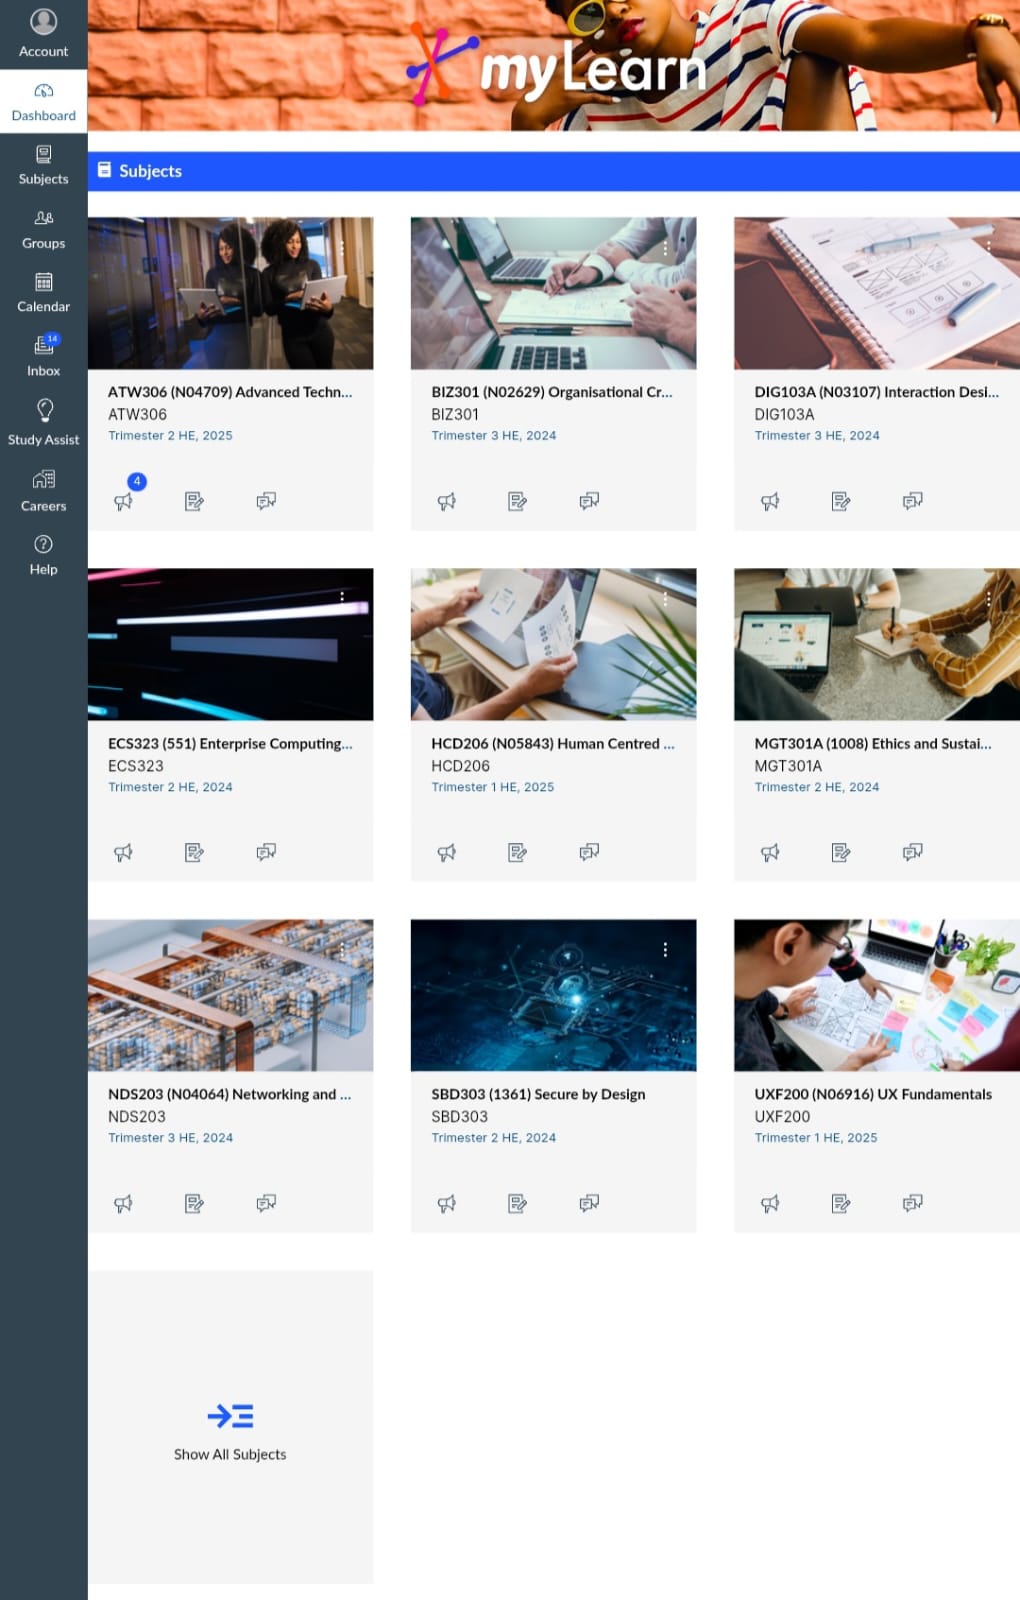 Account
Dashboard
Subjects
Groups
Calendar
14
Inbox
Study Assist
Careers
Help
myLearn
Subjects
ATW306 (N04709) Advanced Techn...
ATW306
Trimester 2 HE, 2025
4
BIZ301 (N02629) Organisational Cr...
BIZ301
Trimester 3 HE, 2024
DIG103A (N03107) Interaction Desi...
DIG103A
Trimester 3 HE, 2024
ECS323 (551) Enterprise Computing...
ECS323
Trimester 2 HE, 2024
HCD206 (N05843) Human Centred ...
HCD206
Trimester 1 HE, 2025
MGT301A (1008) Ethics and Sustai...
MGT301A
Trimester 2 HE, 2024
NDS203 (N04064) Networking and ...
NDS203
Trimester 3 HE, 2024
SBD303 (1361) Secure by Design
SBD303
Trimester 2 HE, 2024
UXF200 (N06916) UX Fundamentals
UXF200
Trimester 1 HE, 2025
Show All Subjects